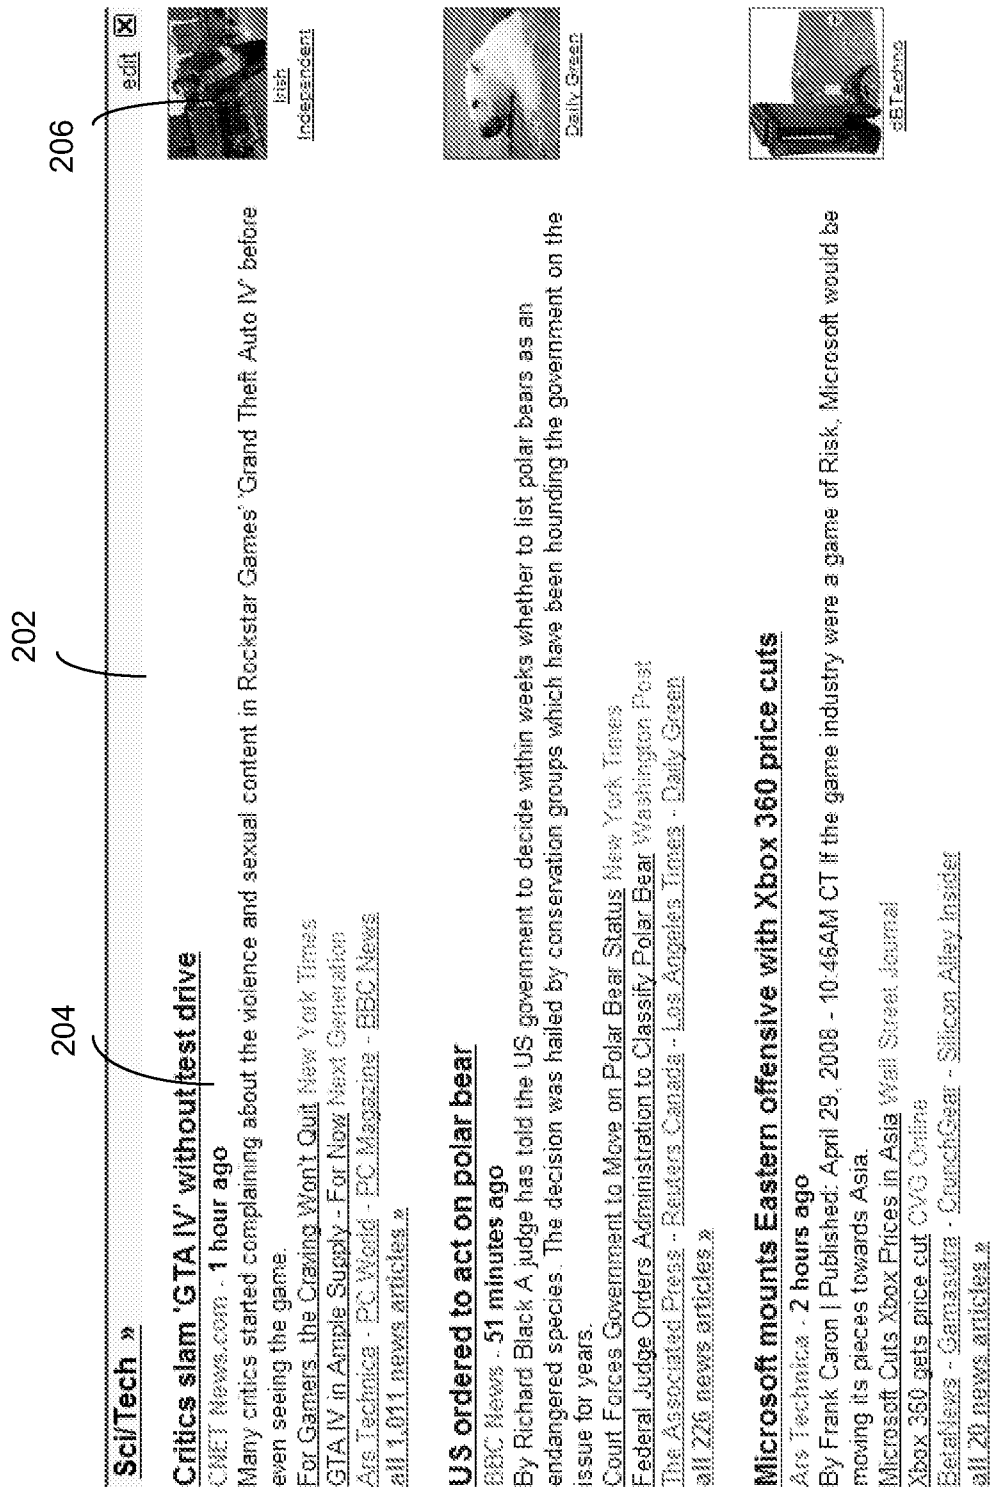 206
202
204
Sci/Tech »
edit
Critics slam 'GTA IV' without test drive
CNET News.com - 1 hour ago
Many critics started complaining about the violence and sexual content in Rockstar Games' 'Grand Theft Auto IV' before
even seeing the game.
For Gamers, the Craving Won't Quit New York Times
GTA IV in Ample Supply - For Now Next Generation
Ars Technica - PC World - PC Magazine - BBC News
all 1,011 news articles »
Irish
Independent
US ordered to act on polar bear
BBC News - 51 minutes ago
By Richard Black A judge has told the US government to decide within weeks whether to list polar bears as an
endangered species. The decision was hailed by conservation groups which have been hounding the government on the
issue for years.
Court Forces Government to Move on Polar Bear Status New York Times
Federal Judge Orders Administration to Classify Polar Bear Washington Post
The Associated Press - Reuters Canada - Los Angeles Times - Daily Green
all 226 news articles »
Daily Green
Microsoft mounts Eastern offensive with Xbox 360 price cuts
Ars Technica - 2 hours ago
By Frank Caron | Published: April 29, 2008 - 10:46AM CT If the game industry were a game of Risk, Microsoft would be
moving its pieces towards Asia.
Microsoft Cuts Xbox Prices in Asia Wall Street Journal
Xbox 360 gets price cut CVG Online
BetaNews - Gamasutra - CrunchGear - Silicon Alley Insider
all 20 news articles »
dBTechno